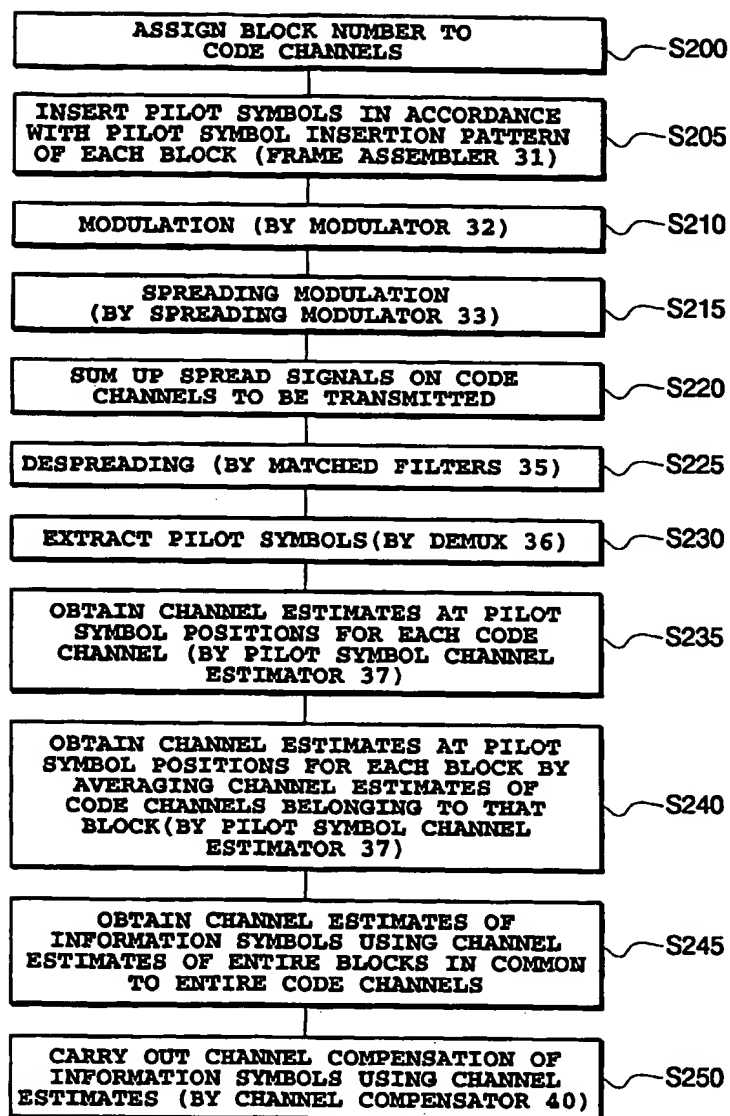 ASSIGN BLOCK NUMBER TO
CODE CHANNELS
S200
INSERT PILOT SYMBOLS IN ACCORDANCE
WITH PILOT SYMBOL INSERTION PATTERN
OF EACH BLOCK (FRAME ASSEMBLER 31)
S205
MODULATION (BY MODULATOR 32)
S210
SPREADING MODULATION
(BY SPREADING MODULATOR 33)
S215
SUM UP SPREAD SIGNALS ON CODE
CHANNELS TO BE TRANSMITTED
S220
DESPREADING (BY MATCHED FILTERS 35)
S225
EXTRACT PILOT SYMBOLS(BY DEMUX 36)
S230
OBTAIN CHANNEL ESTIMATES AT PILOT
SYMBOL POSITIONS FOR EACH CODE
CHANNEL (BY PILOT SYMBOL CHANNEL
ESTIMATOR 37)
S235
OBTAIN CHANNEL ESTIMATES AT PILOT
SYMBOL POSITIONS FOR EACH BLOCK BY
AVERAGING CHANNEL ESTIMATES OF
CODE CHANNELS BELONGING TO THAT
BLOCK(BY PILOT SYMBOL CHANNEL
ESTIMATOR 37)
S240
OBTAIN CHANNEL ESTIMATES OF
INFORMATION SYMBOLS USING CHANNEL
ESTIMATES OF ENTIRE BLOCKS IN COMMON
TO ENTIRE CODE CHANNELS
S245
CARRY OUT CHANNEL COMPENSATION OF
INFORMATION SYMBOLS USING CHANNEL
ESTIMATES (BY CHANNEL COMPENSATOR 40)
S250